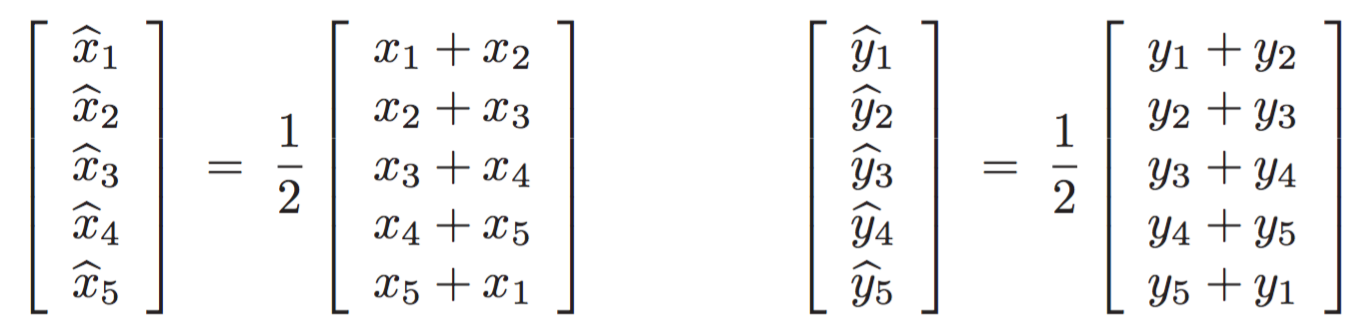 x̂₁ x₁ + x₂ ŷ₁ y₁ + y₂
x̂₂ x₂ + x₃ ŷ₂ y₂ + y₃
x̂₃ = 1/2 x₃ + x₄ ŷ₃ = 1/2 y₃ + y₄
x̂₄ x₄ + x₅ ŷ₄ y₄ + y₅
x̂₅ x₅ + x₁ ŷ₅ y₅ + y₁